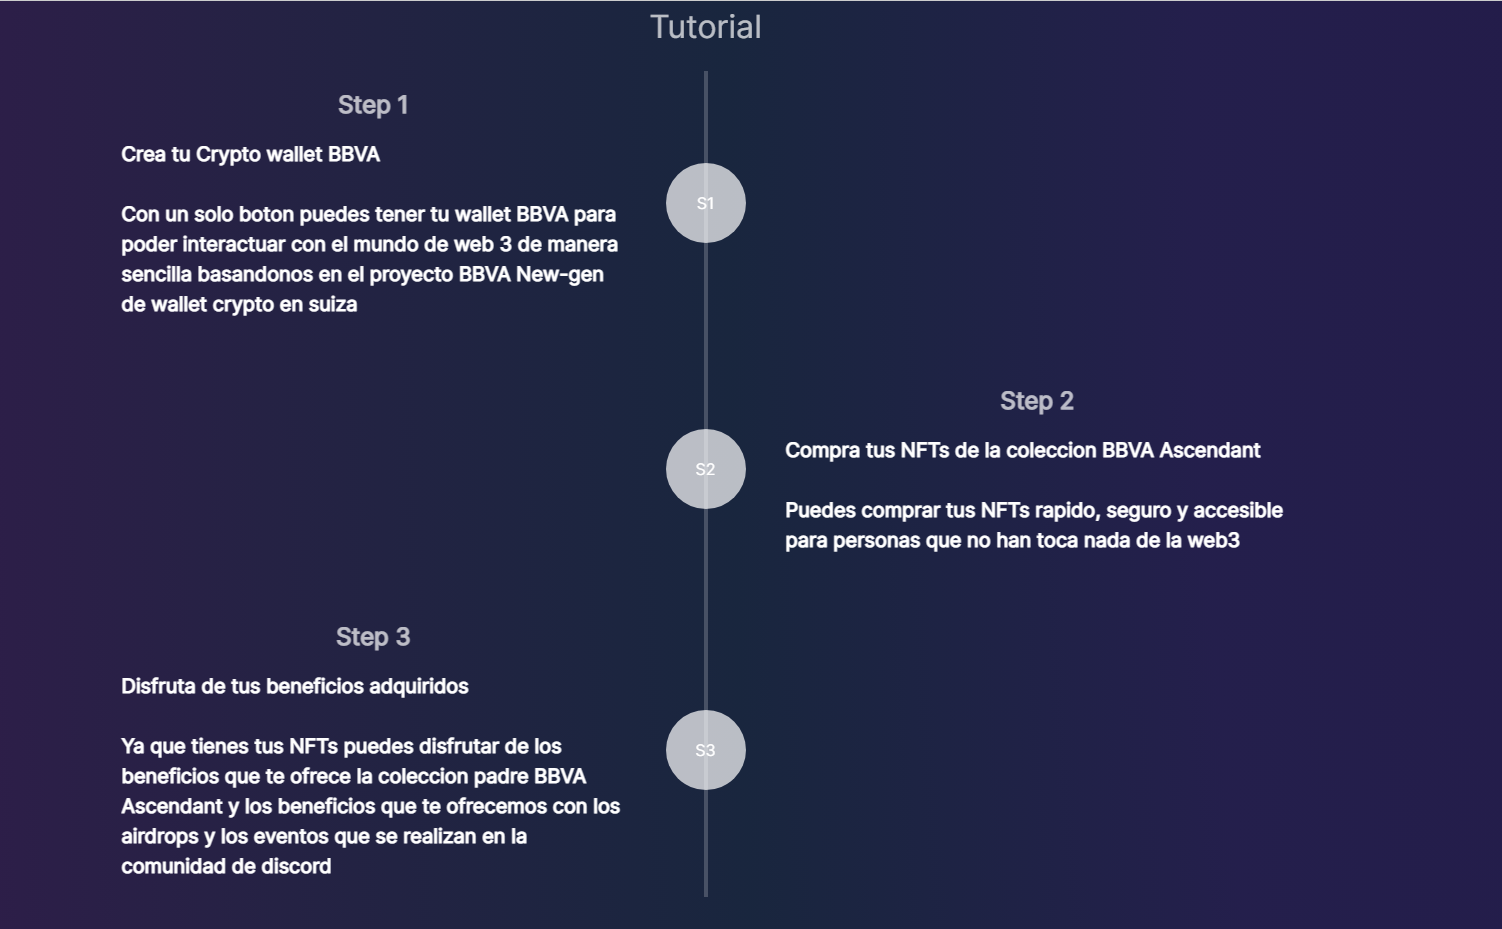 Tutorial
Step 1
Crea tu Crypto wallet BBVA
Con un solo boton puedes tener tu wallet BBVA para
poder interactuar con el mundo de web 3 de manera
sencilla basandonos en el proyecto BBVA New-gen
de wallet crypto en suiza
S1
Step 2
Compra tus NFTs de la coleccion BBVA Ascendant
Puedes comprar tus NFTs rapido, seguro y accesible
para personas que no han toca nada de la web3
S2
Step 3
Disfruta de tus beneficios adquiridos
Ya que tienes tus NFTs puedes disfrutar de los
beneficios que te ofrece la coleccion padre BBVA
Ascendant y los beneficios que te ofrecemos con los
airdrops y los eventos que se realizan en la
comunidad de discord
S3